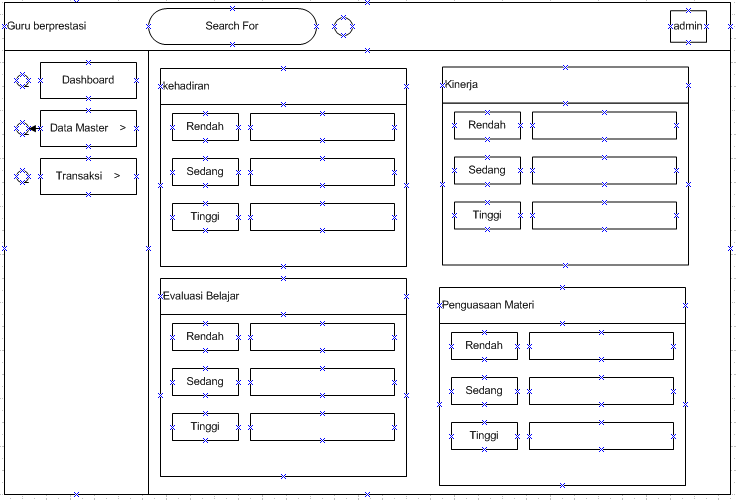 Guru berprestasi
Search For
admin
Dashboard
Data Master >
Transaksi >
kehadiran
Rendah
Sedang
Tinggi
Kinerja
Rendah
Sedang
Tinggi
Evaluasi Belajar
Rendah
Sedang
Tinggi
Penguasaan Materi
Rendah
Sedang
Tinggi